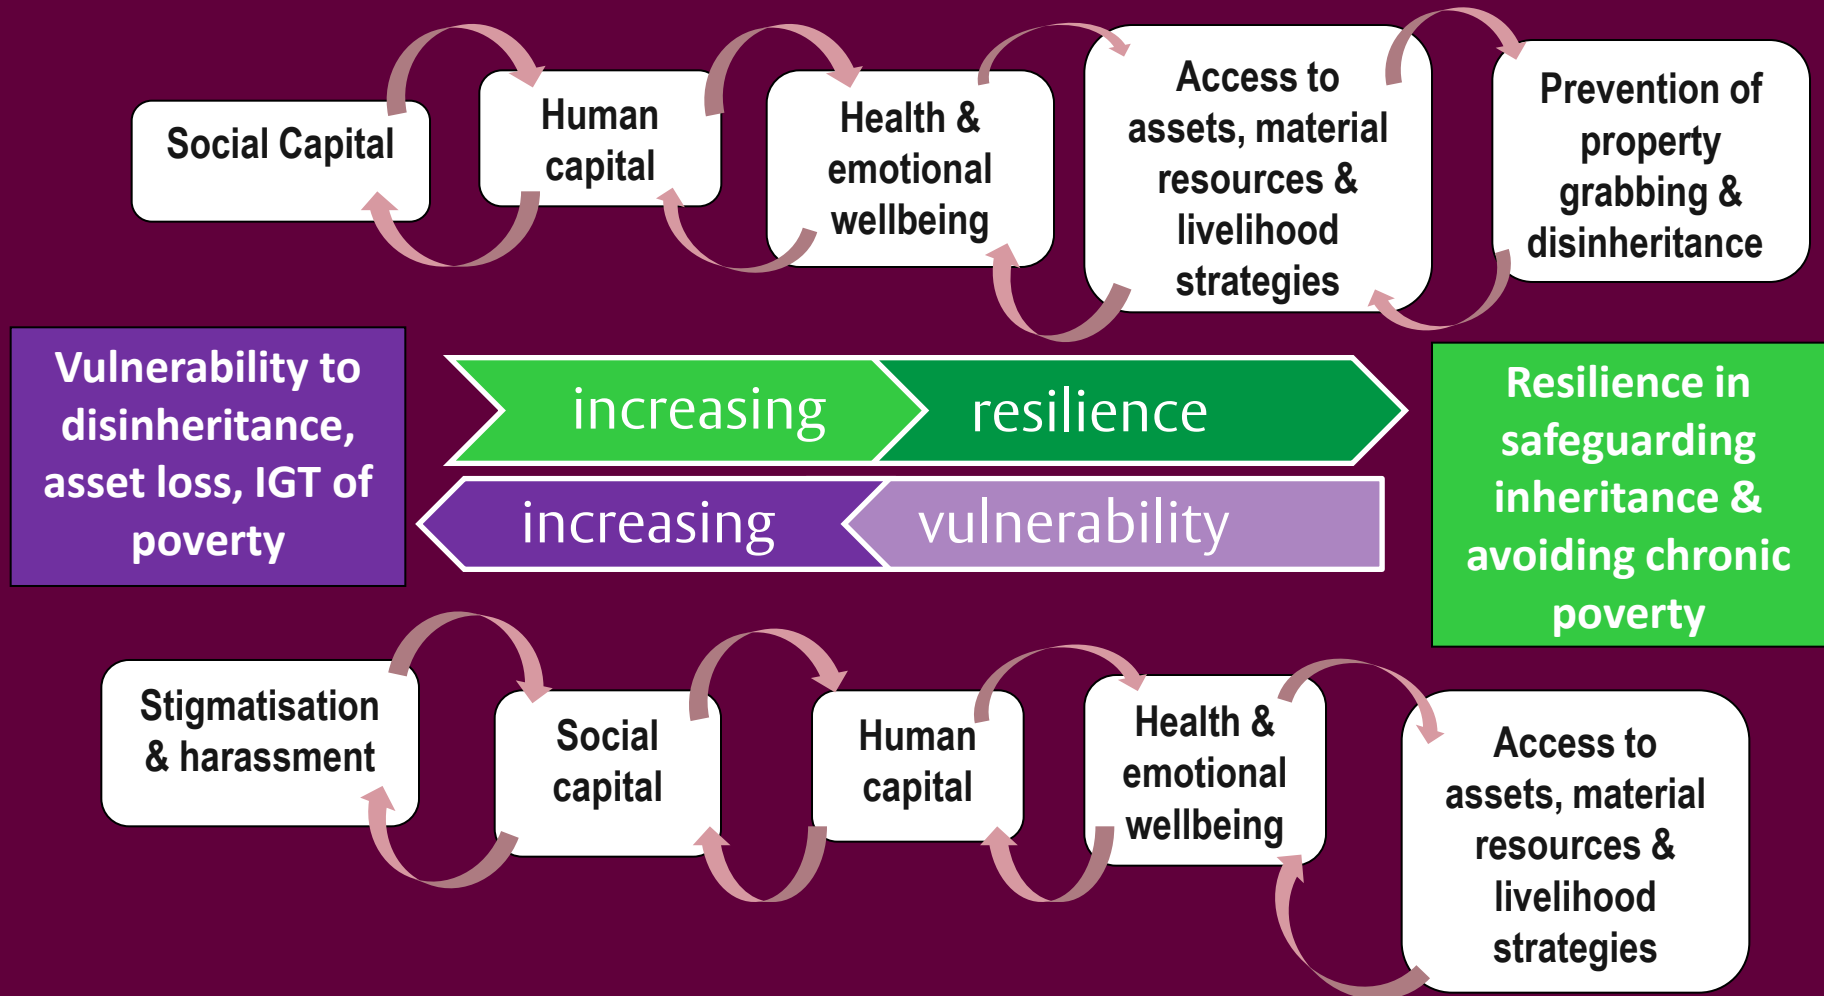 Social Capital
Human
capital
Health &
emotional
wellbeing
Access to
assets, material
resources &
livelihood
strategies
Prevention of
property
grabbing &
disinheritance
Vulnerability to
disinheritance,
asset loss, IGT of
poverty
increasing
resilience
increasing
vulnerability
Resilience in
safeguarding
inheritance &
avoiding chronic
poverty
Stigmatisation
& harassment
Social
capital
Human
capital
Health &
emotional
wellbeing
Access to
assets, material
resources &
livelihood
strategies